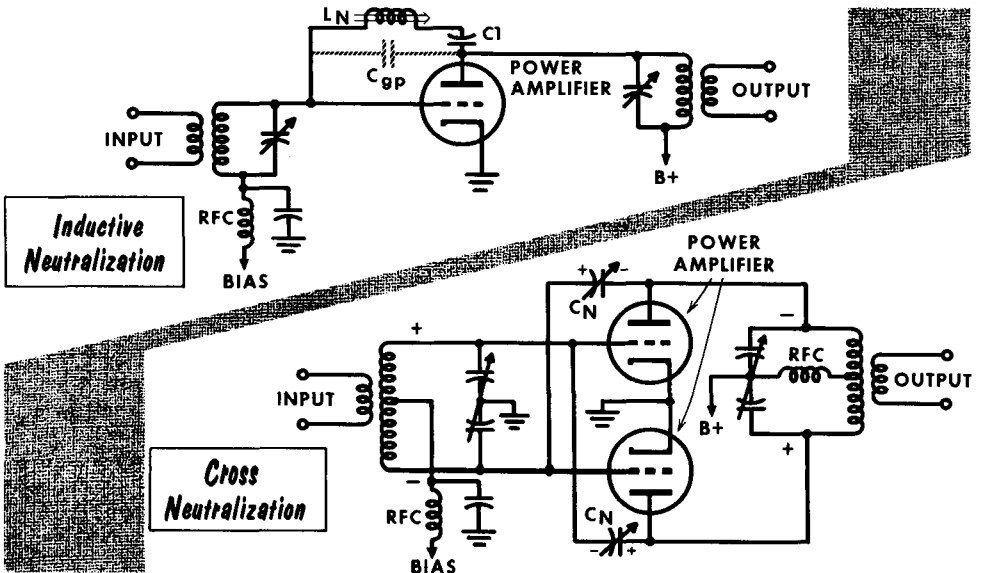 LN
C1
Cgp
POWER
AMPLIFIER
INPUT
OUTPUT
B+
RFC
BIAS
Inductive
Neutralization
POWER
AMPLIFIER
+ -
CN
+
-
INPUT
RFC
OUTPUT
B+
+
-
Cross
Neutralization
RFC
CN
- +
BIAS